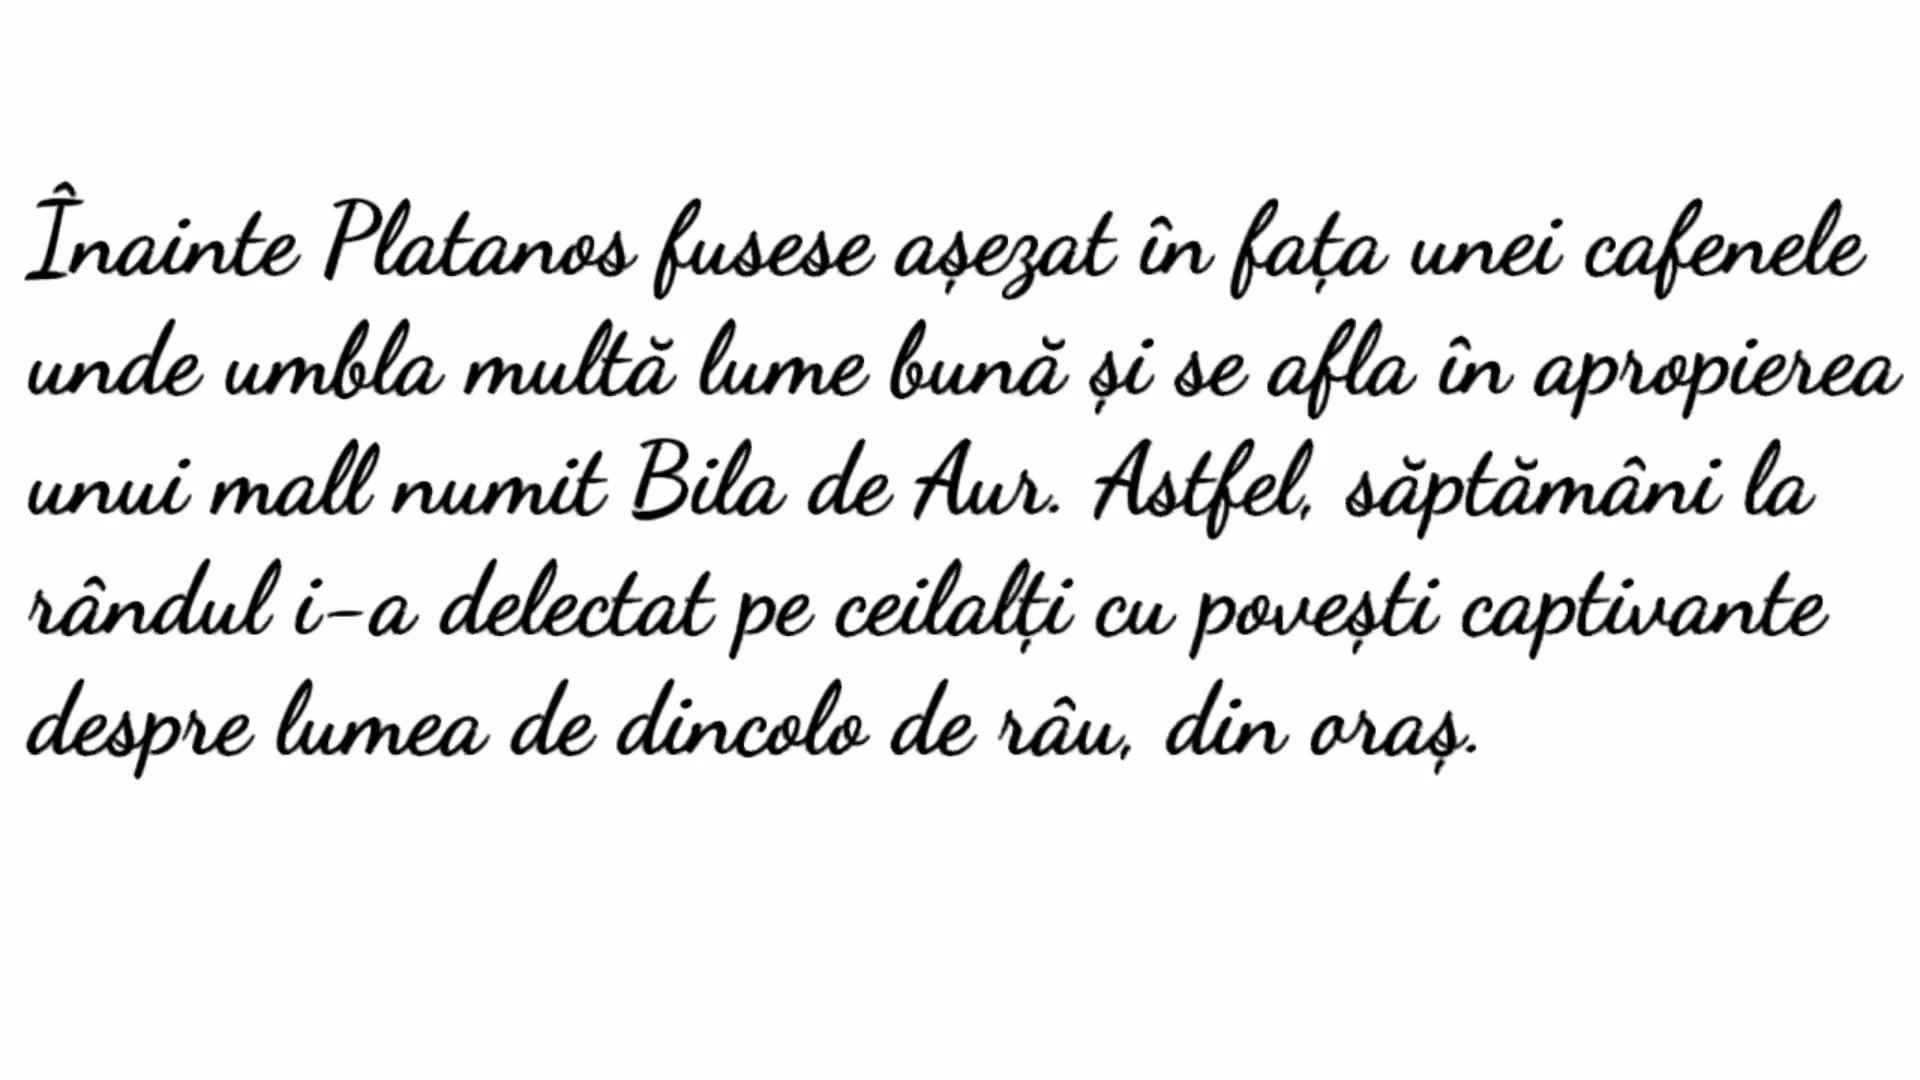 Înainte Platanos fusese așezat în fața unei cafenele
unde umbla multă lume bună și se afla în apropierea
unui mall numit Bila de Aur. Astfel, săptămâni la
rândul i-a delectat pe ceilalți cu povești captivante
despre lumea de dincolo de râu, din oraș.